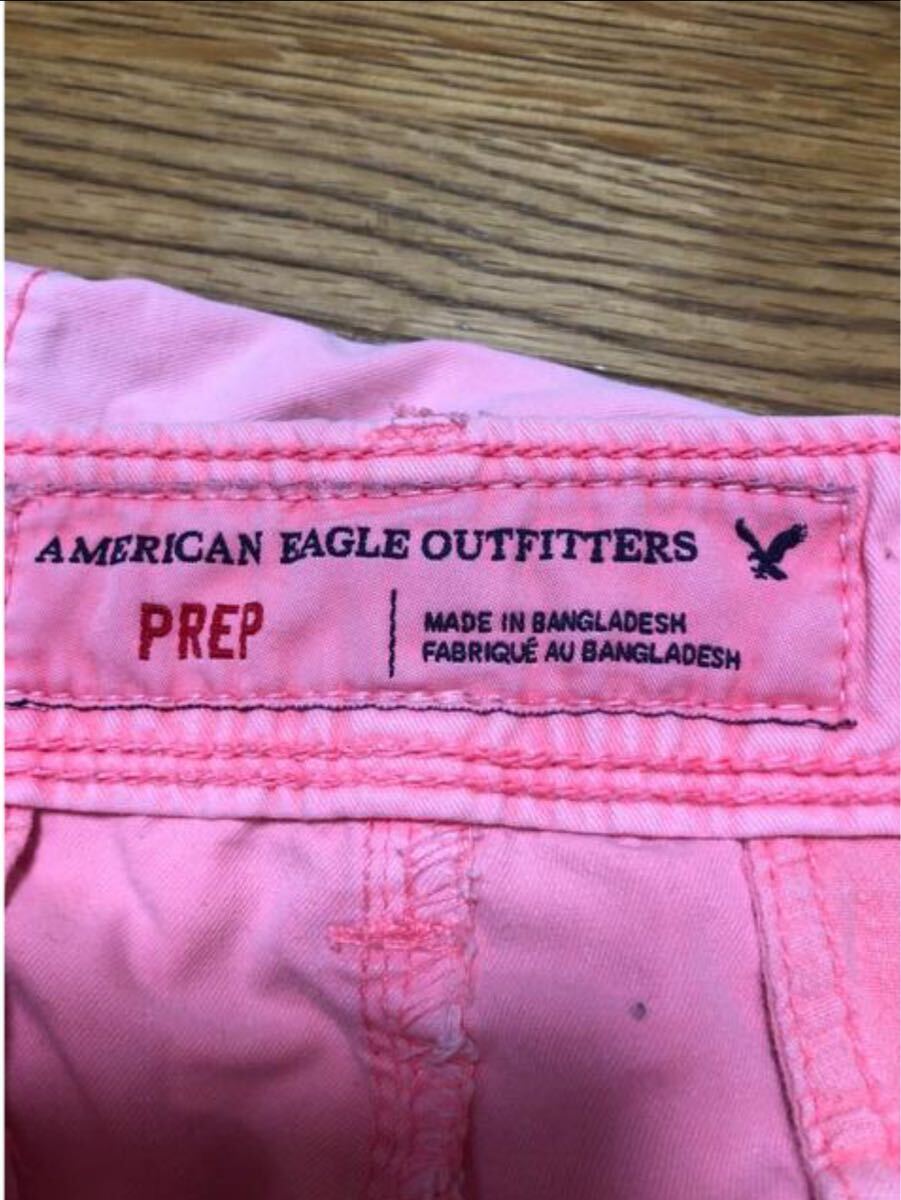 AMERICAN EAGLE OUTFITTERS
PREP
MADE IN BANGLADESH
FABRIQUÉ AU BANGLADESH